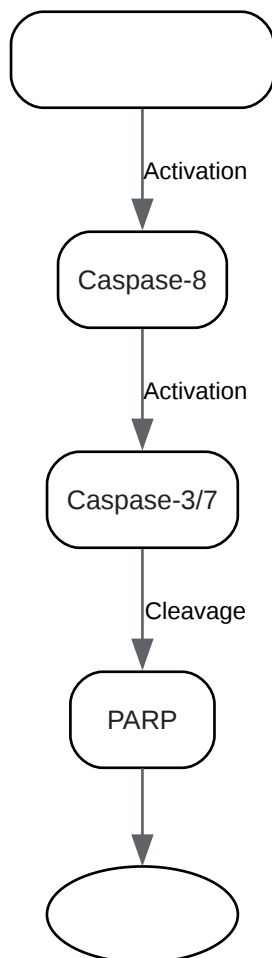 Activation
Caspase-8
Activation
Caspase-3/7
Cleavage
PARP